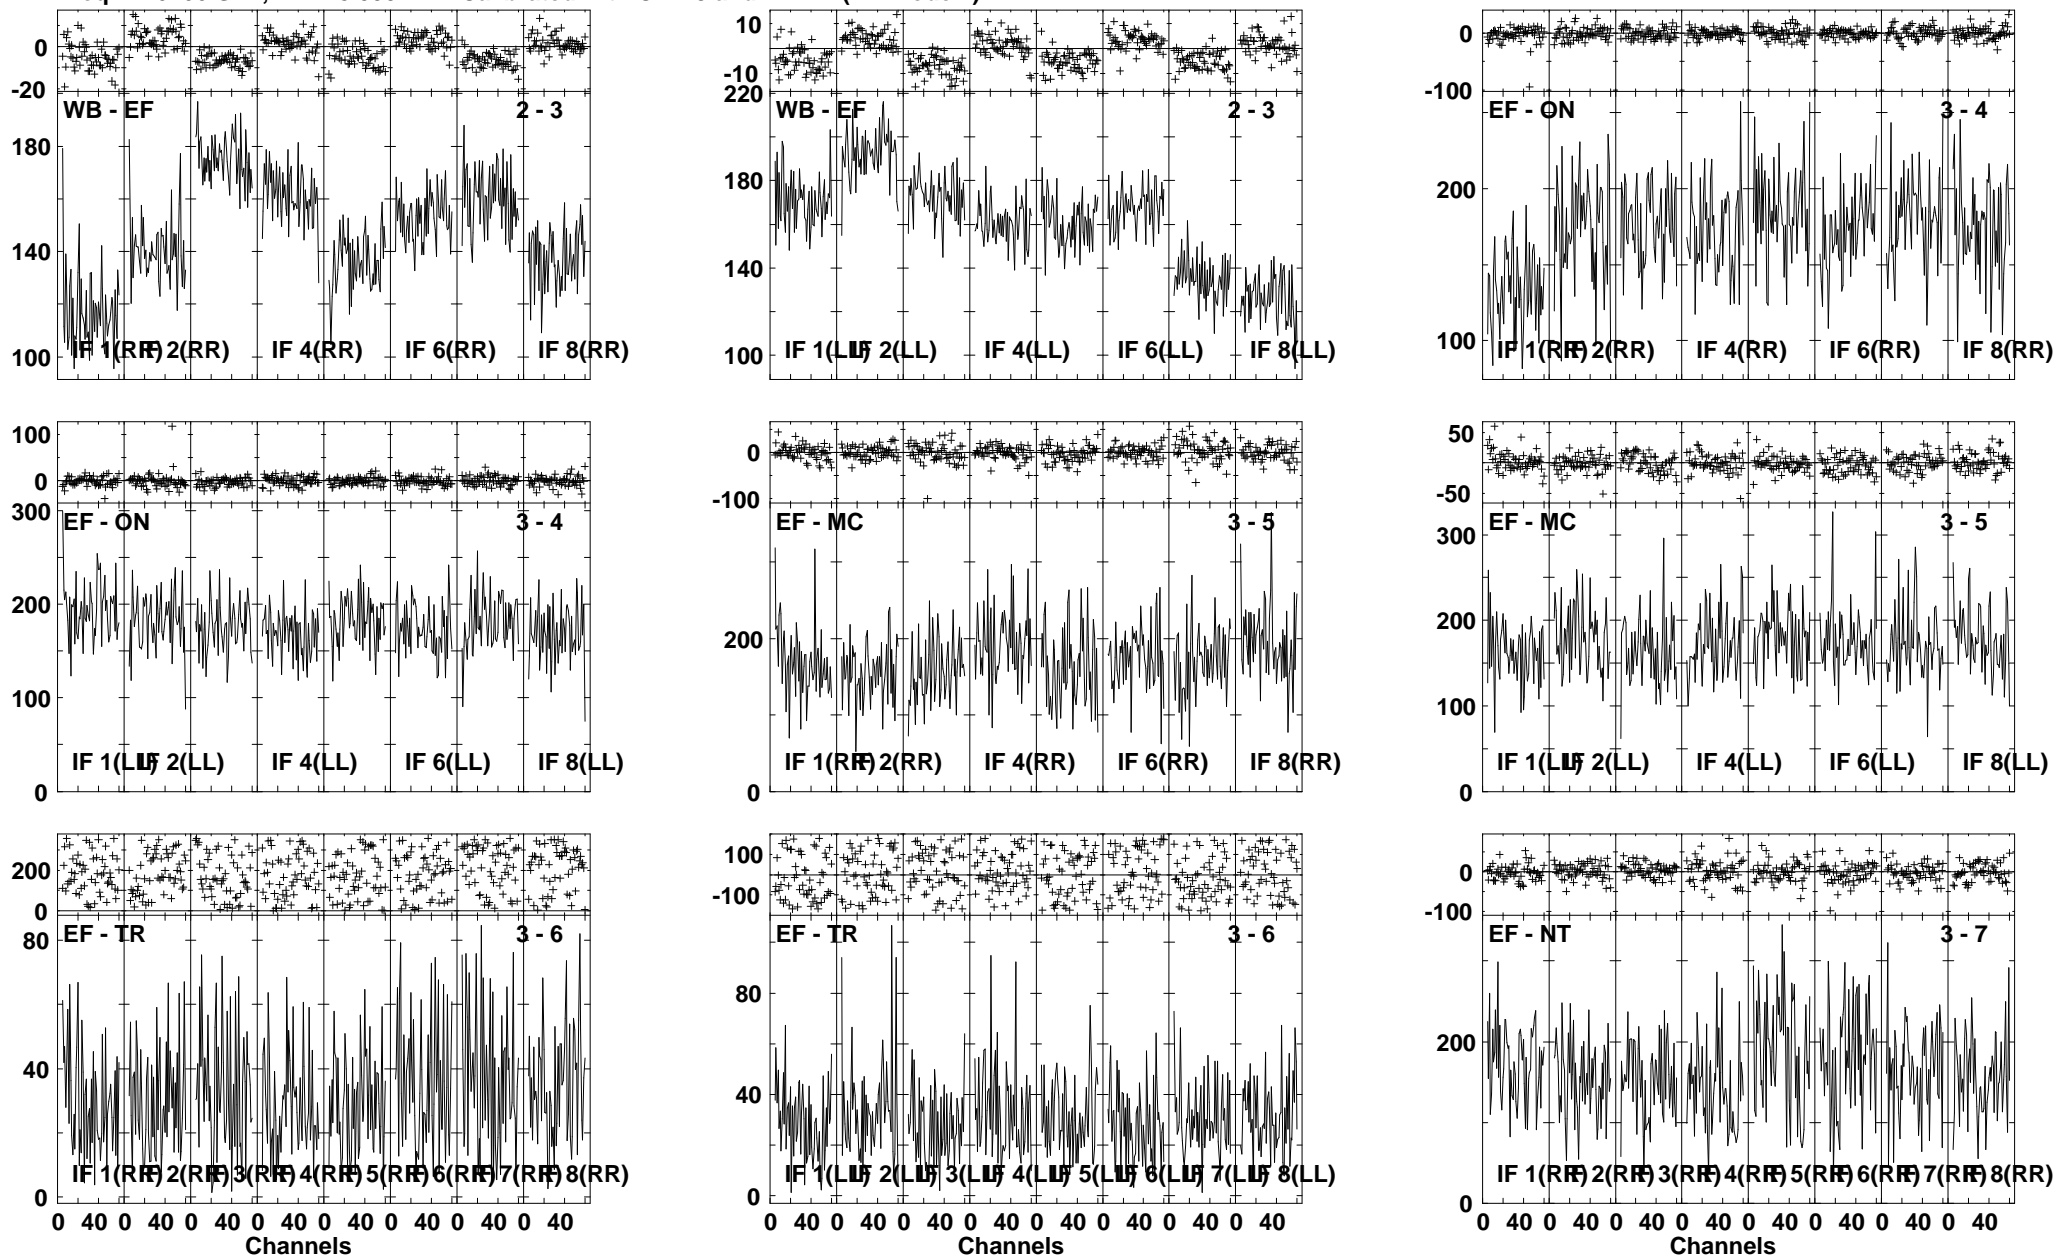 0
-20
WB - EF 2 - 3
180
140
100
IF 1(RR) IF 2(RR) IF 4(RR) IF 6(RR) IF 8(RR)
10
-10
220
WB - EF 2 - 3
180
140
100
IF 1(LL) IF 2(LL) IF 4(LL) IF 6(LL) IF 8(LL)
0
-100
EF - ON 3 - 4
200
100
IF 1(RR) IF 2(RR) IF 4(RR) IF 6(RR) IF 8(RR)
100
0
300
EF - ON 3 - 4
200
100
0
IF 1(LL) IF 2(LL) IF 4(LL) IF 6(LL) IF 8(LL)
0
-100
EF - MC 3 - 5
200
0
IF 1(RR) IF 2(RR) IF 4(RR) IF 6(RR) IF 8(RR)
50
-50
EF - MC 3 - 5
300
200
100
0
IF 1(LL) IF 2(LL) IF 4(LL) IF 6(LL) IF 8(LL)
200
0
EF - TR 3 - 6
80
40
0
IF 1(RR) IF 2(RR) IF 3(RR) IF 4(RR) IF 5(RR) IF 6(RR) IF 7(RR) IF 8(RR)
0 40 0 40 0 40 0 40 0 40 0 40 0 40 0 40
Channels
100
-100
EF - TR 3 - 6
80
40
0
IF 1(LL) IF 2(LL) IF 3(LL) IF 4(LL) IF 5(LL) IF 6(LL) IF 7(LL) IF 8(LL)
0 40 0 40 0 40 0 40 0 40 0 40 0 40 0 40
Channels
0
-100
EF - NT 3 - 7
200
0
IF 1(RR) IF 2(RR) IF 3(RR) IF 4(RR) IF 5(RR) IF 6(RR) IF 7(RR) IF 8(RR)
0 40 0 40 0 40 0 40 0 40 0 40 0 40 0 40
Channels